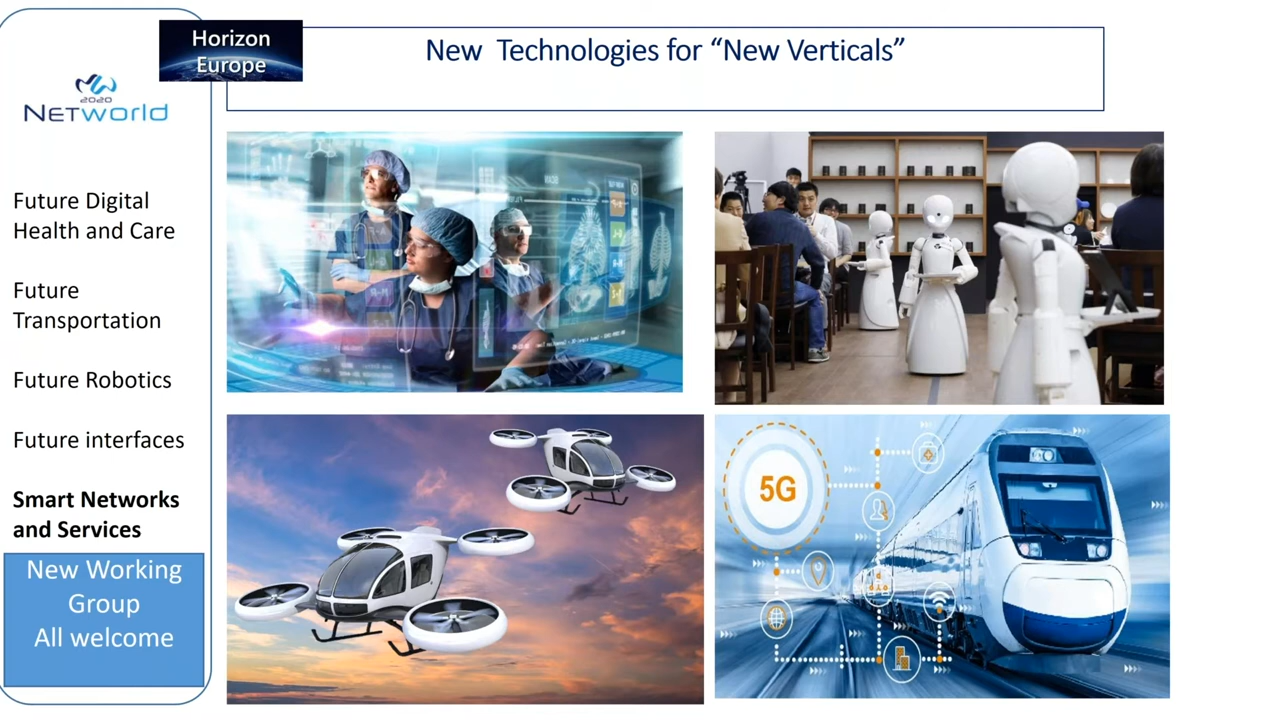 Horizon
Europe
New Technologies for “New Verticals”
2020
NETWORLD
Future Digital
Health and Care
Future
Transportation
Future Robotics
Future interfaces
Smart Networks
and Services
New Working
Group
All welcome
5G